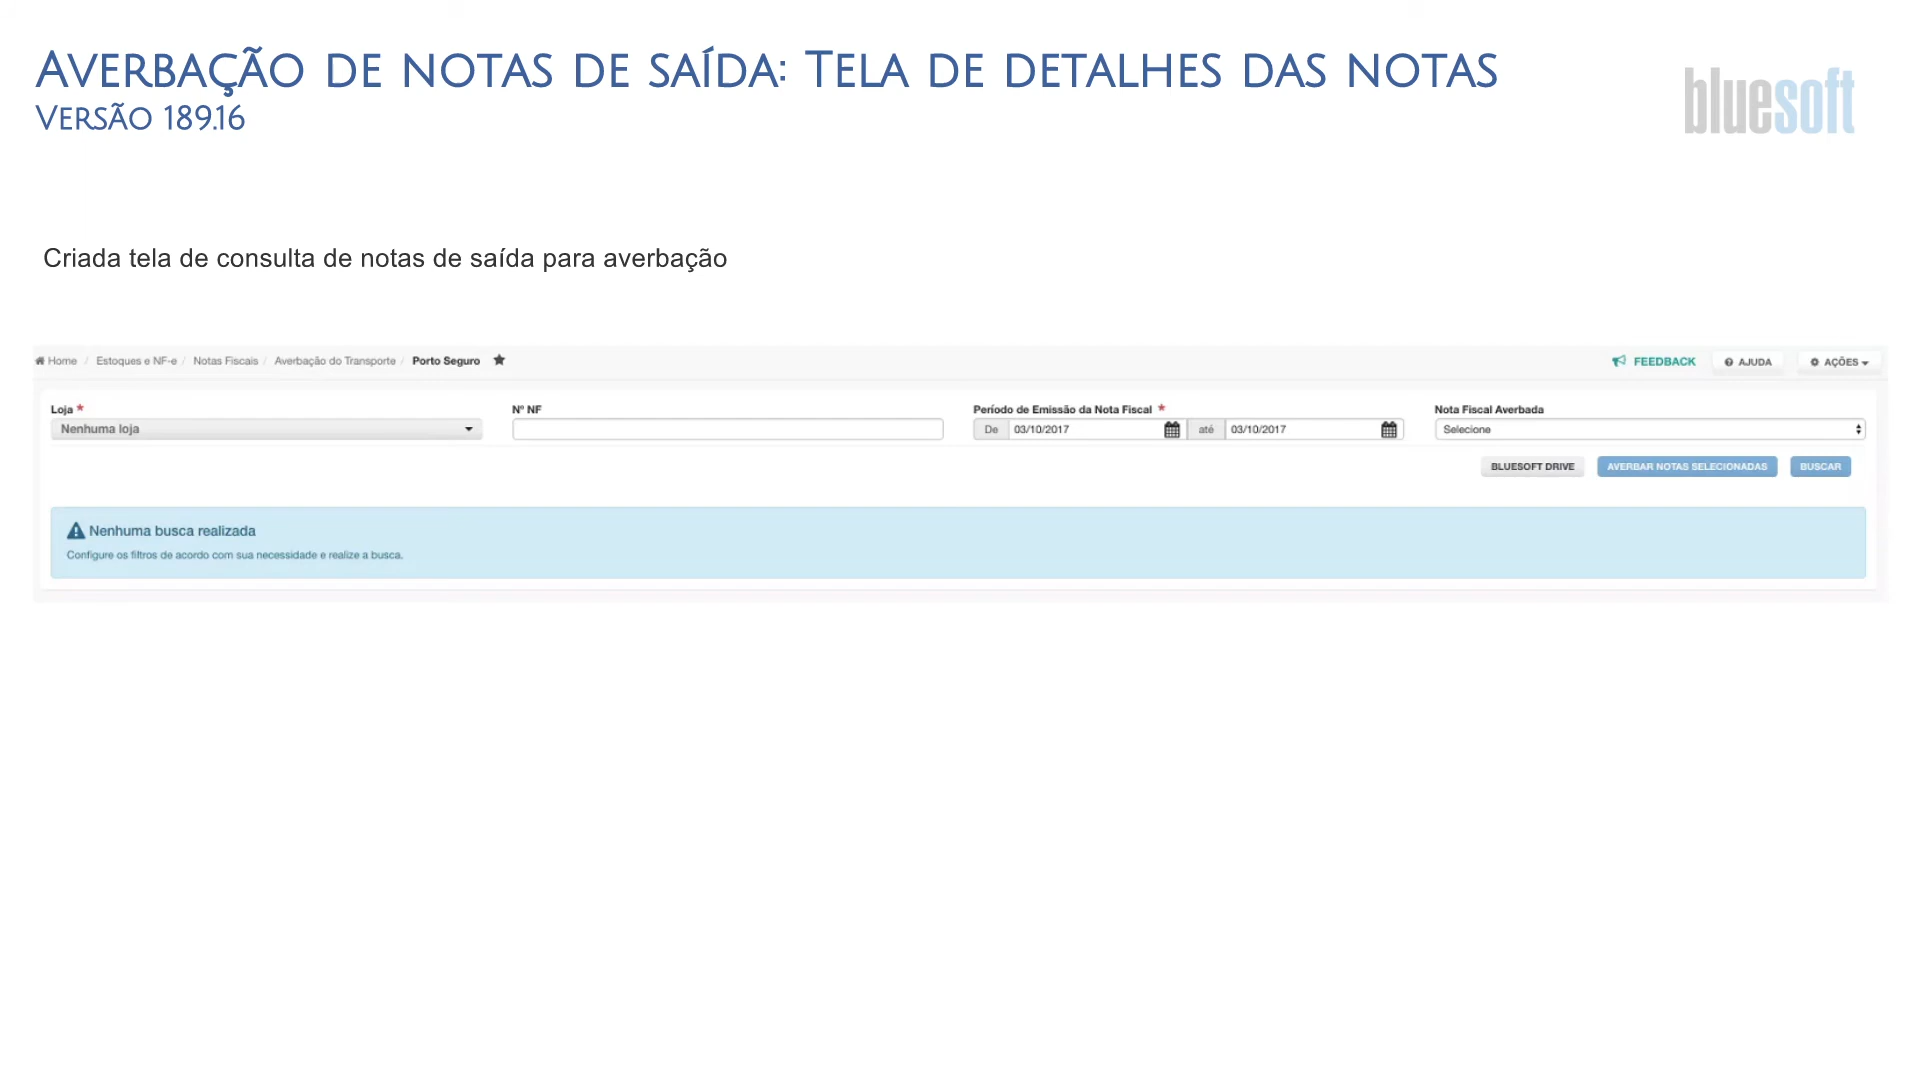 Averbação de notas de saída: Tela de detalhes das notas
Versão 189.16
bluesoft
Criada tela de consulta de notas de saída para averbação
Home / Estoques e NF-e / Notas Fiscais / Averbação do Transporte / Porto Seguro
FEEDBACK AJUDA AÇÕES
Loja * Nº NF Período de Emissão da Nota Fiscal * Nota Fiscal Averbada
Nenhuma loja De 03/10/2017 até 03/10/2017 Selecione
BLUESOFT DRIVE AVERBAR NOTAS SELECIONADAS BUSCAR
Nenhuma busca realizada
Configure os filtros de acordo com sua necessidade e realize a busca.